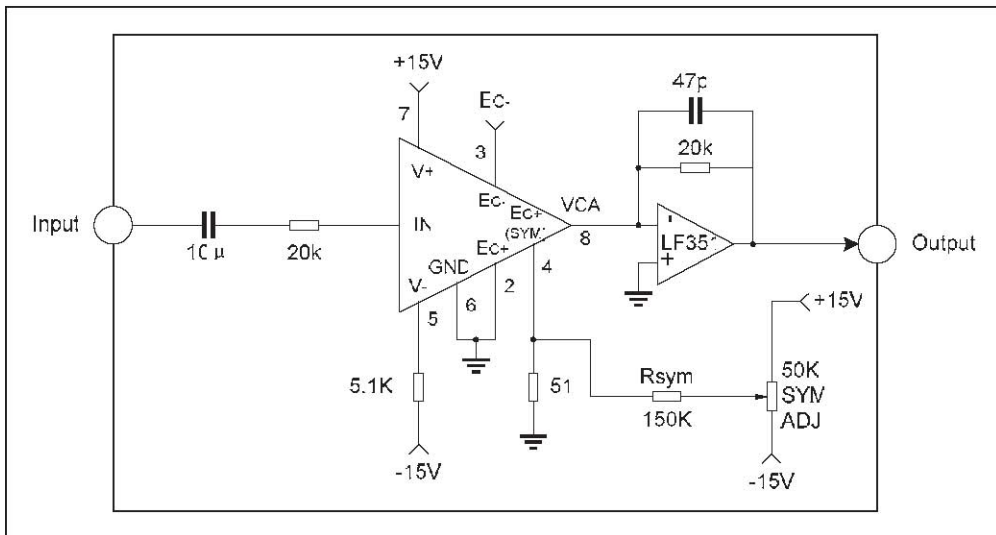 +15V
47p
7
Ec-
20k
3
V+
Ec-
Ec+
VCA
Input
IN
(SYM)
8
-
Output
10 µ
20k
Ec+
4
+
GND
2
V-
6
+15V
5
5.1K
51
Rsym
50K
SYM
150K
ADJ
-15V
-15V